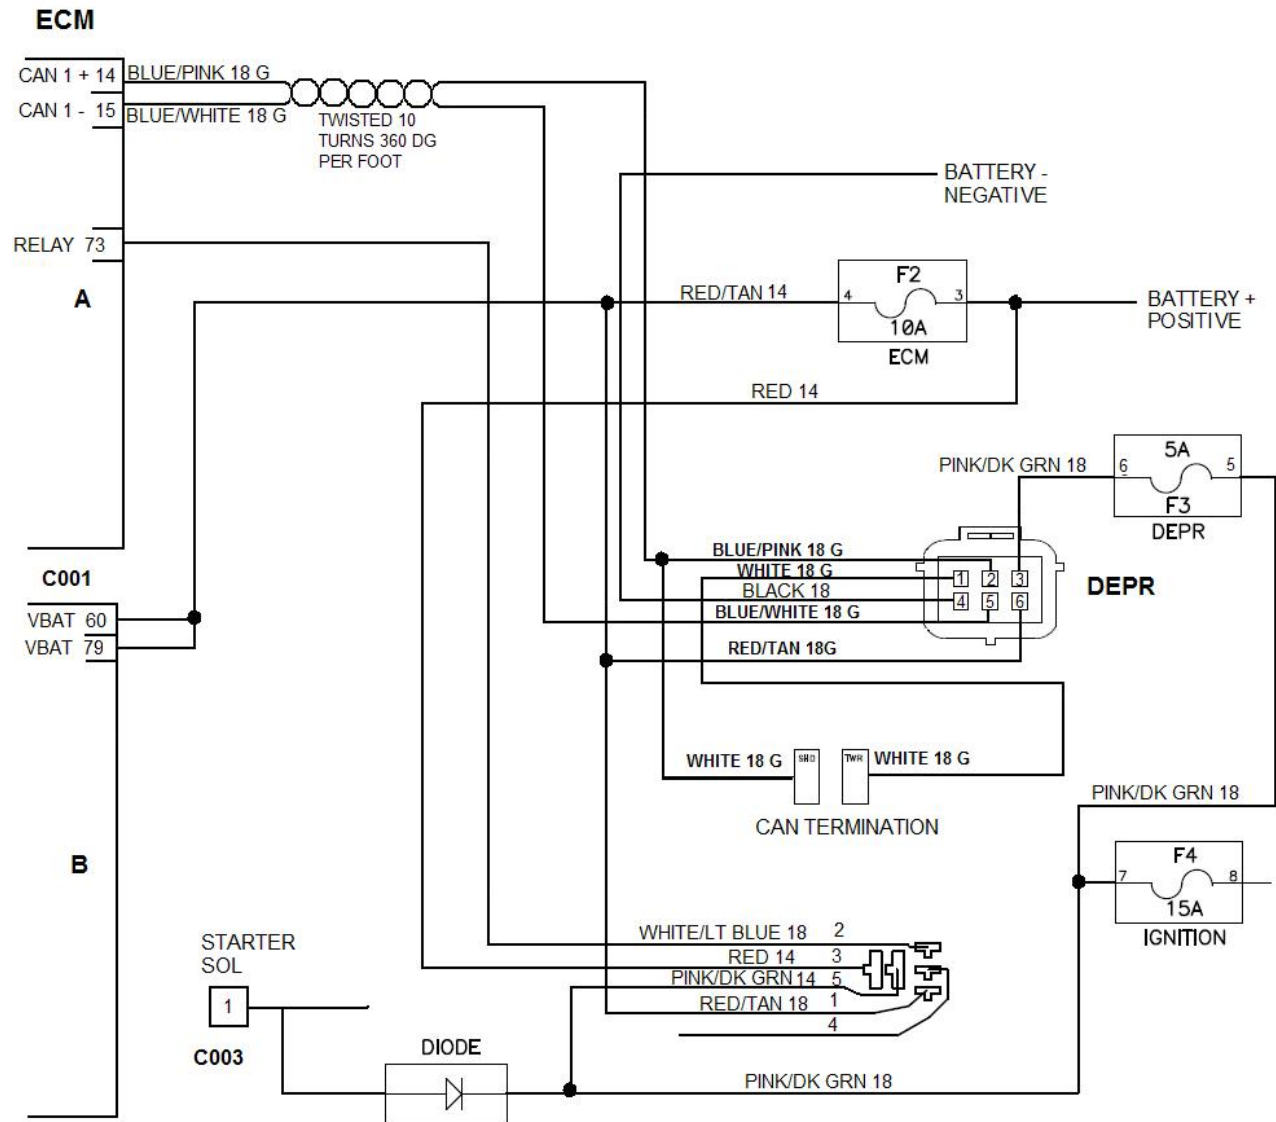 ECM
CAN 1 + 14
BLUE/PINK 18 G
CAN 1 - 15
BLUE/WHITE 18 G
TWISTED 10
TURNS 360 DG
PER FOOT
BATTERY -
NEGATIVE
RELAY 73
A
RED/TAN 14
4
F2
3
10A
ECM
BATTERY +
POSITIVE
RED 14
PINK/DK GRN 18
6
5A
5
F3
DEPR
C001
BLUE/PINK 18 G
WHITE 18 G
BLACK 18
BLUE/WHITE 18 G
RED/TAN 18G
1
2
3
4
5
6
DEPR
VBAT 60
VBAT 79
WHITE 18 G
SHD
TWR
WHITE 18 G
CAN TERMINATION
PINK/DK GRN 18
B
7
F4
8
15A
IGNITION
WHITE/LT BLUE 18 2
RED 14 3
PINK/DK GRN 14 5
RED/TAN 18 1
4
STARTER
SOL
1
C003
DIODE
PINK/DK GRN 18